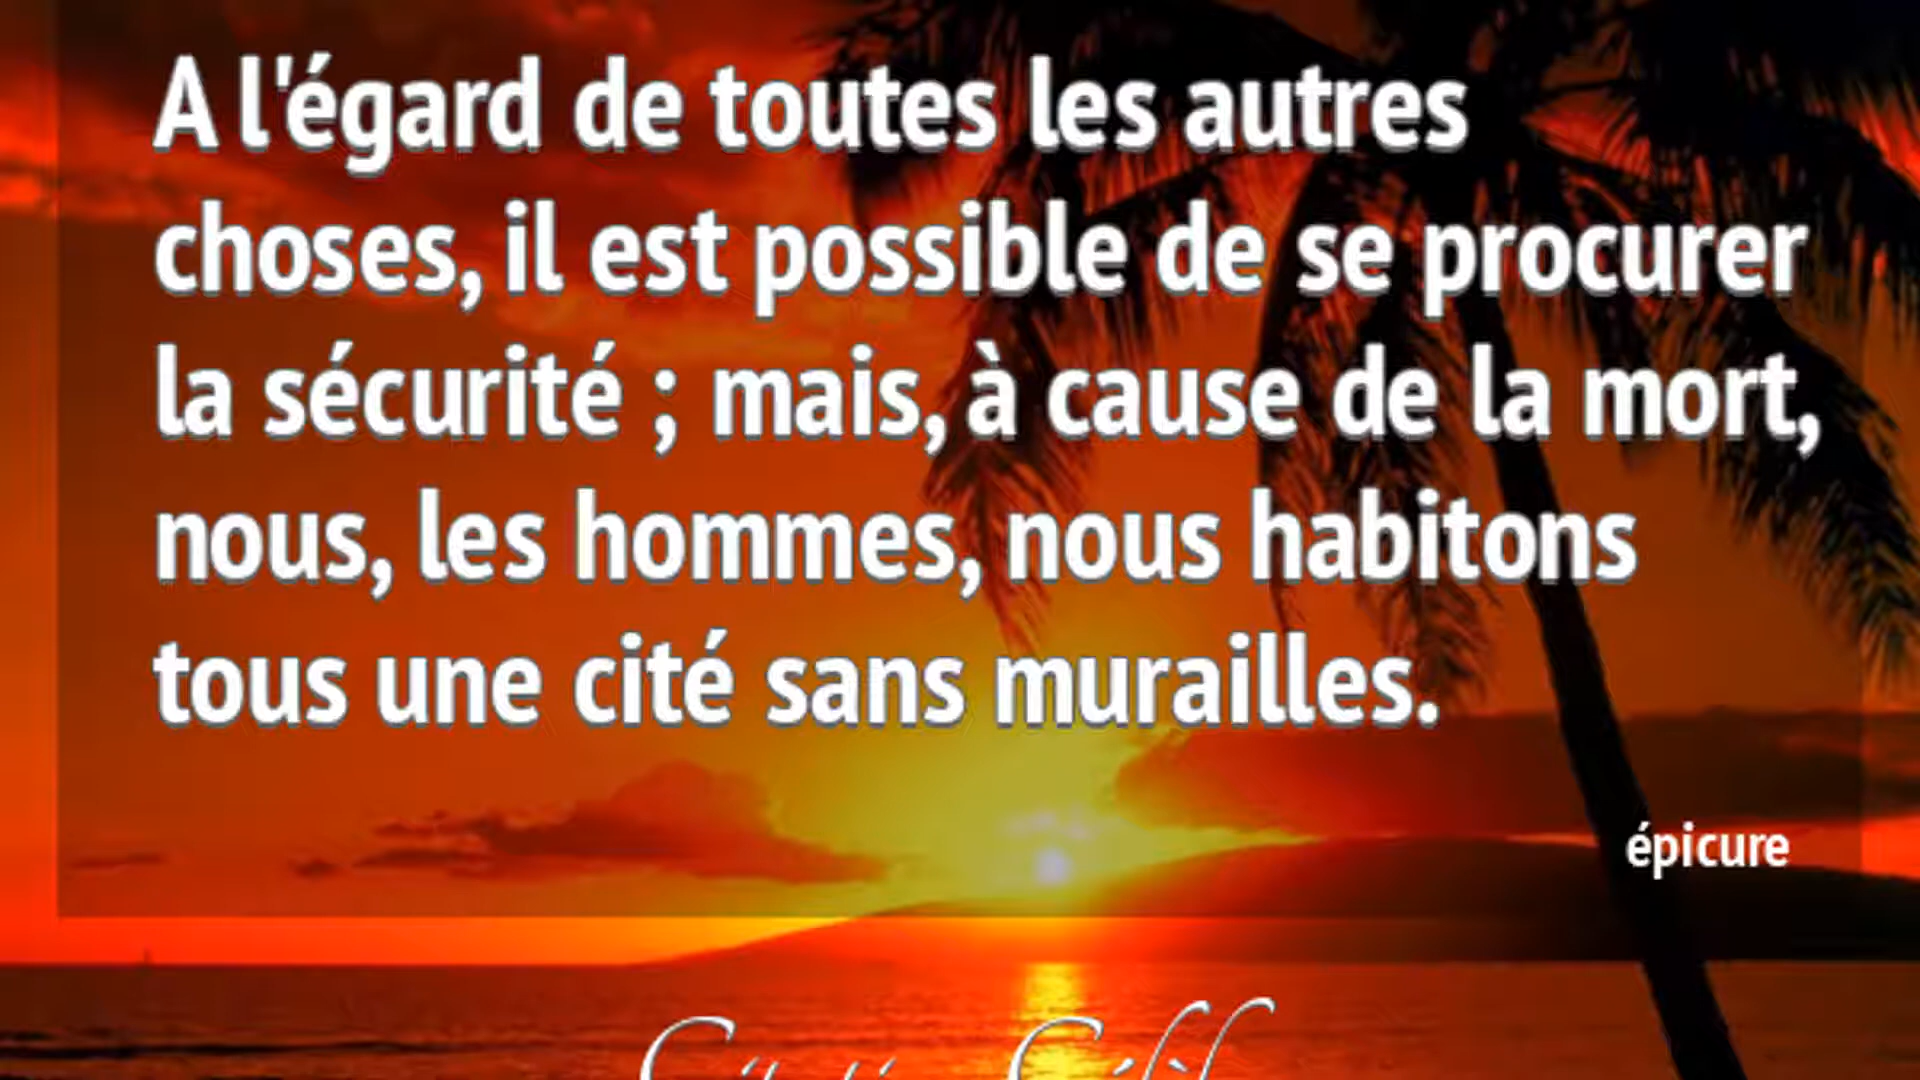 A l'égard de toutes les autres
choses, il est possible de se procurer
la sécurité ; mais, à cause de la mort,
nous, les hommes, nous habitons
tous une cité sans murailles.
épicure